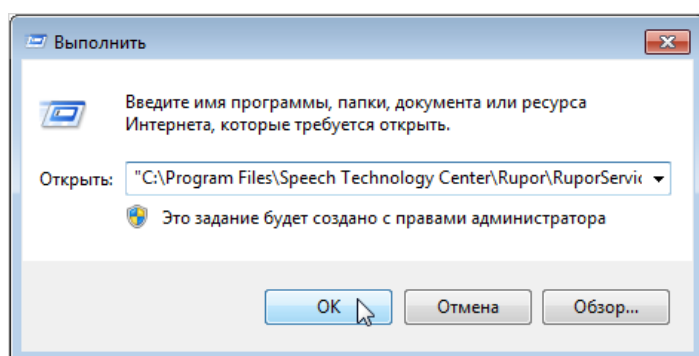 Выполнить
Введите имя программы, папки, документа или ресурса
Интернета, которые требуется открыть.
Открыть: "C:\Program Files\Speech Technology Center\Rupor\RuporServic
Это задание будет создано с правами администратора
OK Отмена Обзор...